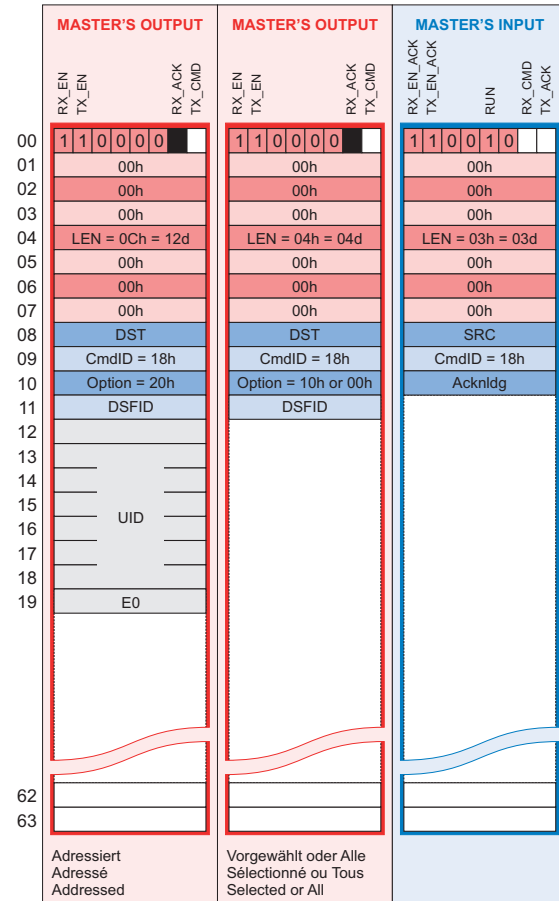 MASTER'S OUTPUT MASTER'S OUTPUT MASTER'S INPUT
RX_EN TX_EN RX_ACK TX_CMD RX_EN TX_EN RX_ACK TX_CMD RX_EN_ACK TX_EN_ACK RUN RX_CMD TX_ACK
00 1 1 0 0 0 0 1 1 0 0 0 0 1 1 0 0 1 0
01 00h 00h 00h
02 00h 00h 00h
03 00h 00h 00h
04 LEN = 0Ch = 12d LEN = 04h = 04d LEN = 03h = 03d
05 00h 00h 00h
06 00h 00h 00h
07 00h 00h 00h
08 DST DST SRC
09 CmdID = 18h CmdID = 18h CmdID = 18h
10 Option = 20h Option = 10h or 00h Acknldg
11 DSFID DSFID
12
13
14
15
UID
16
17
18
19 E0
62
63
Adressiert Vorgewählt oder Alle
Adressé Sélectionné ou Tous
Addressed Selected or All